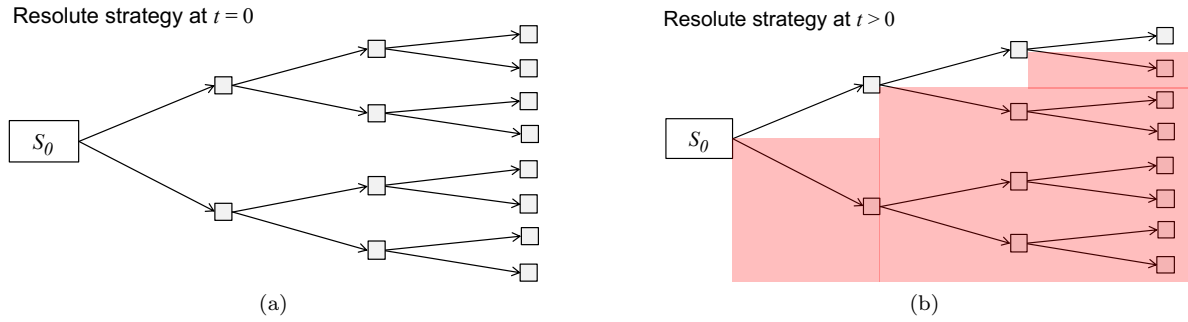 Resolute strategy at t = 0
S0
(a)
Resolute strategy at t > 0
S0
(b)